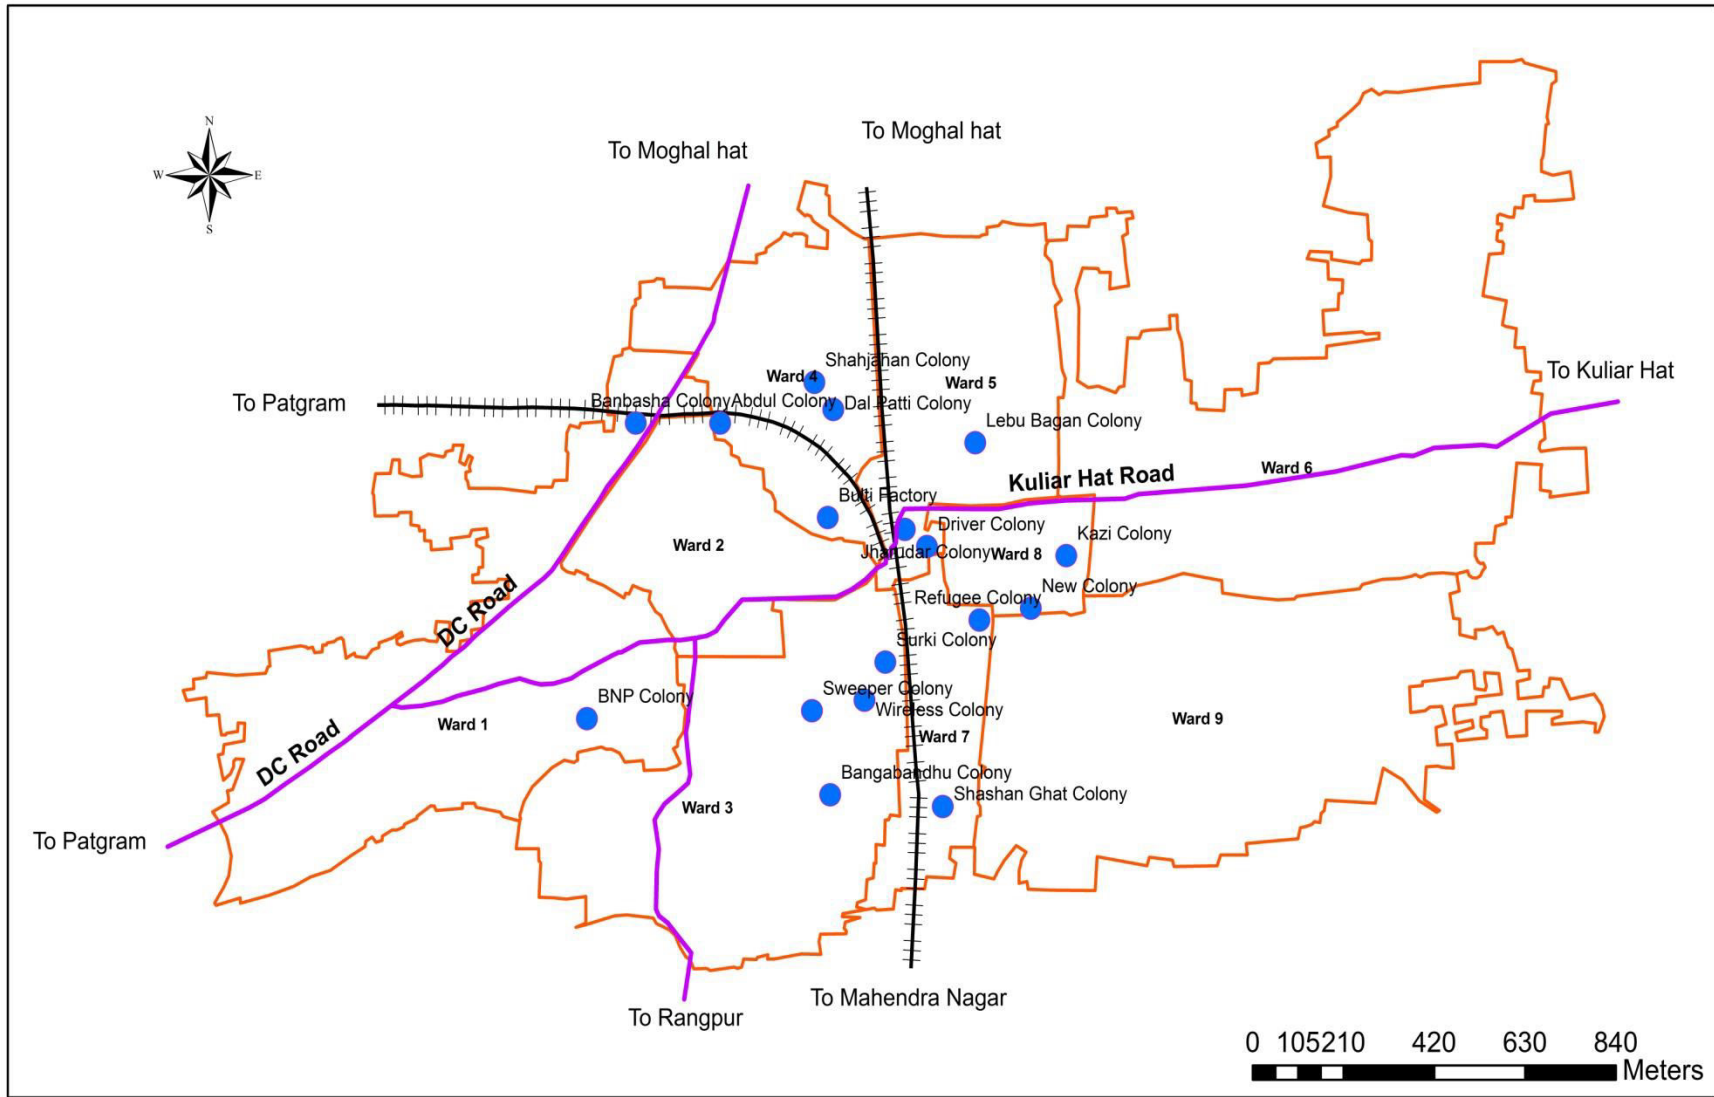 To Moghal hat
To Moghal hat
N
W
E
S
Shahjahan Colony
Ward 4
Ward 5
To Kuliar Hat
To Patgram
Banbasha Colony
Abdul Colony
Dal Patti Colony
Lebu Bagan Colony
Kuliar Hat Road
Ward 6
Bulti Factory
Driver Colony
Kazi Colony
Ward 2
Jharudar Colony
Ward 8
DC Road
Refugee Colony
New Colony
Surki Colony
BNP Colony
Sweeper Colony
Wireless Colony
Ward 1
Ward 9
DC Road
Ward 7
Bangabandhu Colony
Ward 3
Shashan Ghat Colony
To Patgram
To Mahendra Nagar
To Rangpur
0 105210 420 630 840
Meters